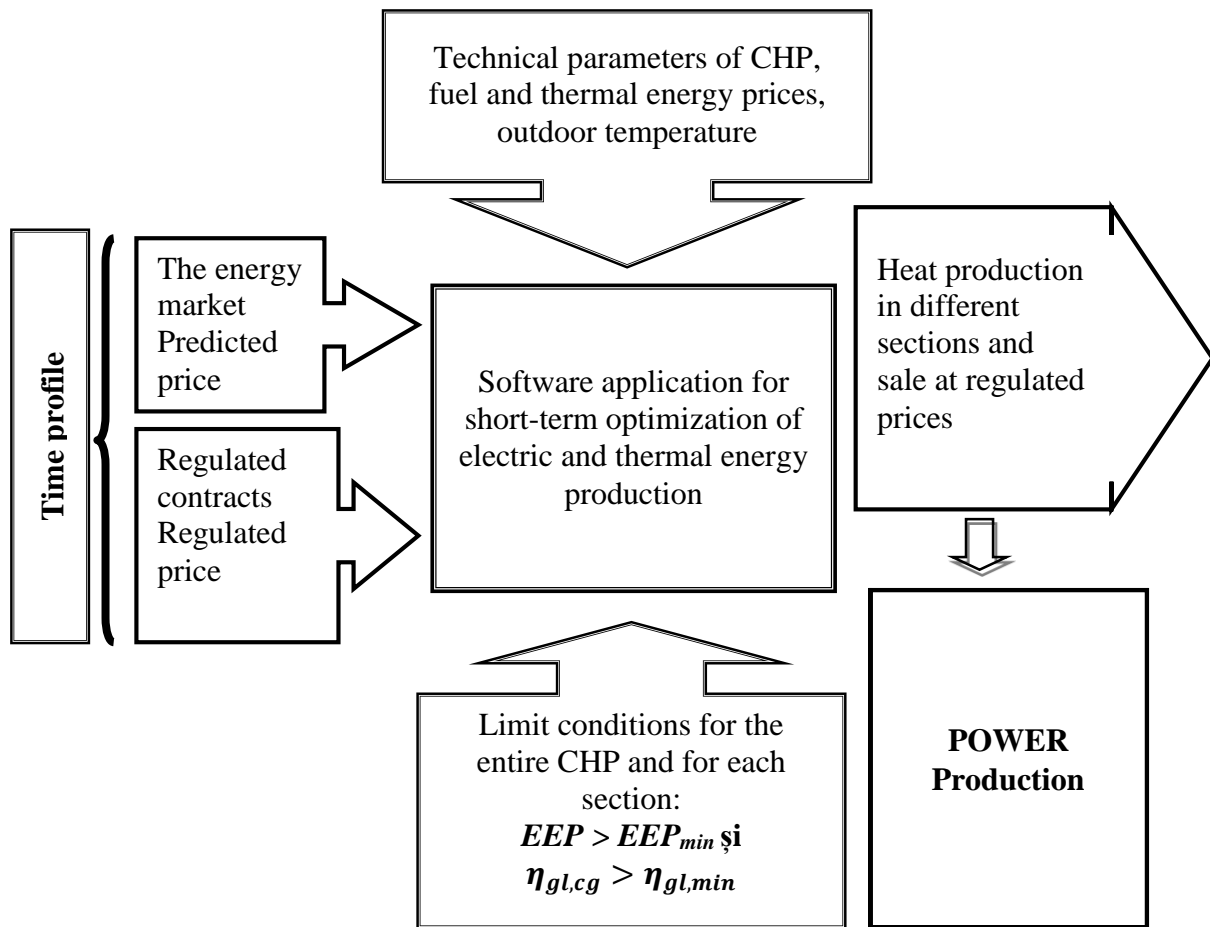 Technical parameters of CHP,
fuel and thermal energy prices,
outdoor temperature
Time profile
The energy
market
Predicted
price
Regulated
contracts
Regulated
price
Software application for
short-term optimization of
electric and thermal energy
production
Heat production
in different
sections and
sale at regulated
prices
Limit conditions for the
entire CHP and for each
section:
EEP > EEPmin și
ηgl,cg > ηgl,min
POWER
Production